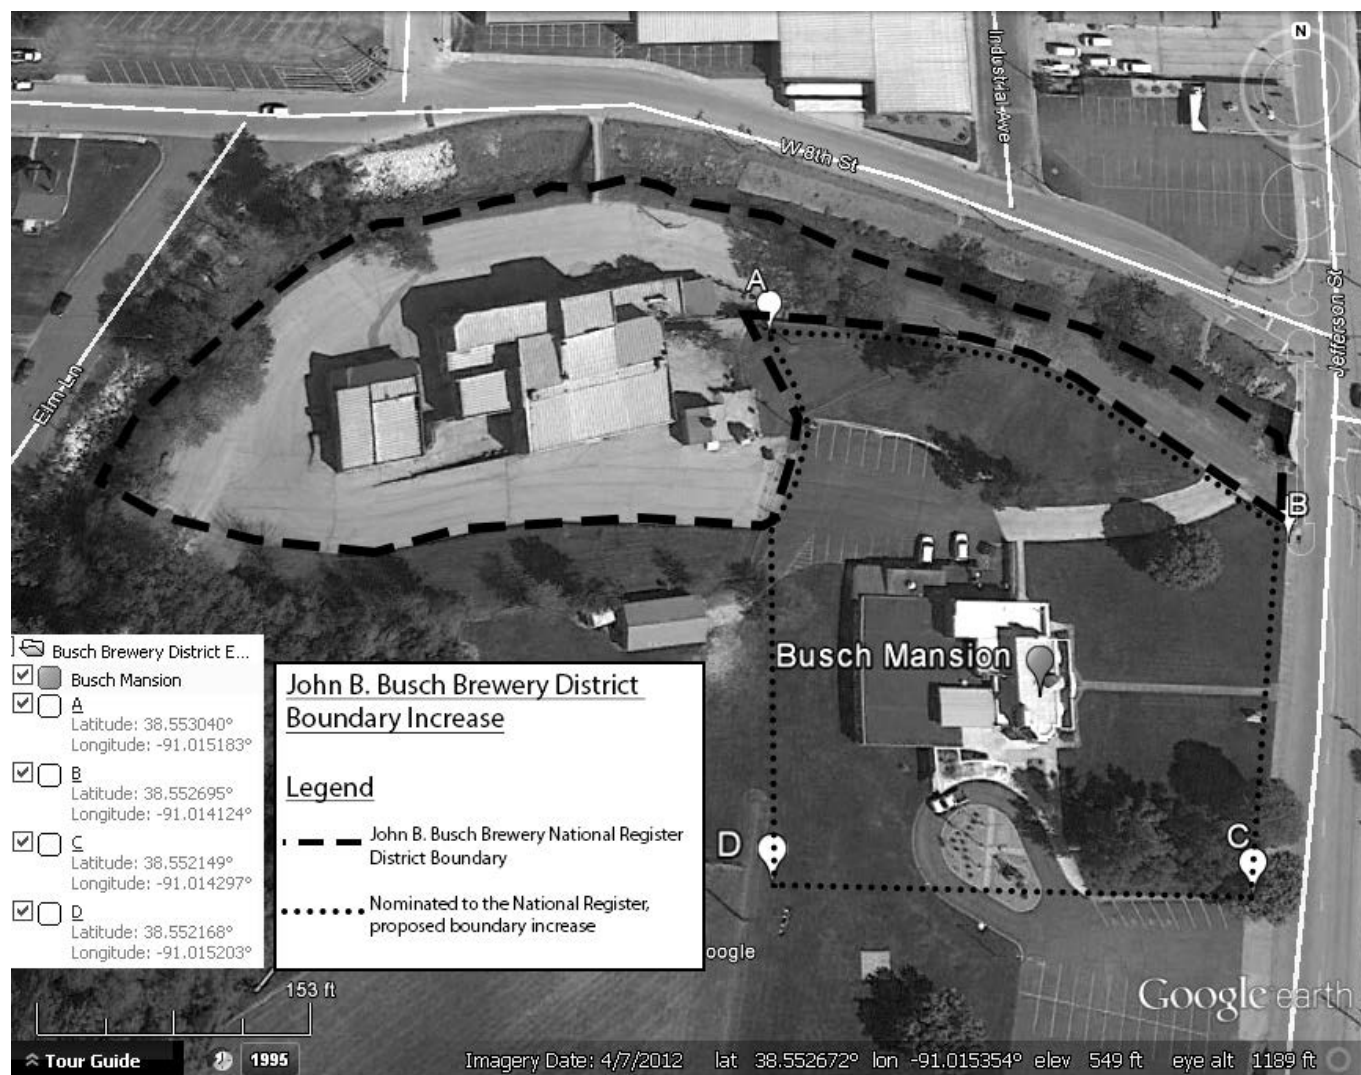 N
Industrial Ave
W 8th St
A
Jefferson St
Elm Ln
B
Busch Mansion
Busch Brewery District E...
Busch Mansion
A
Latitude: 38.553040°
Longitude: -91.015183°
B
Latitude: 38.552695°
Longitude: -91.014124°
C
Latitude: 38.552149°
Longitude: -91.014297°
D
Latitude: 38.552168°
Longitude: -91.015203°
John B. Busch Brewery District
Boundary Increase
Legend
John B. Busch Brewery National Register
District Boundary
Nominated to the National Register,
proposed boundary increase
D
C
oogle
153 ft
Google earth
Tour Guide
1995
Imagery Date: 4/7/2012 lat 38.552672° lon -91.015354° elev 549 ft eye alt 1189 ft